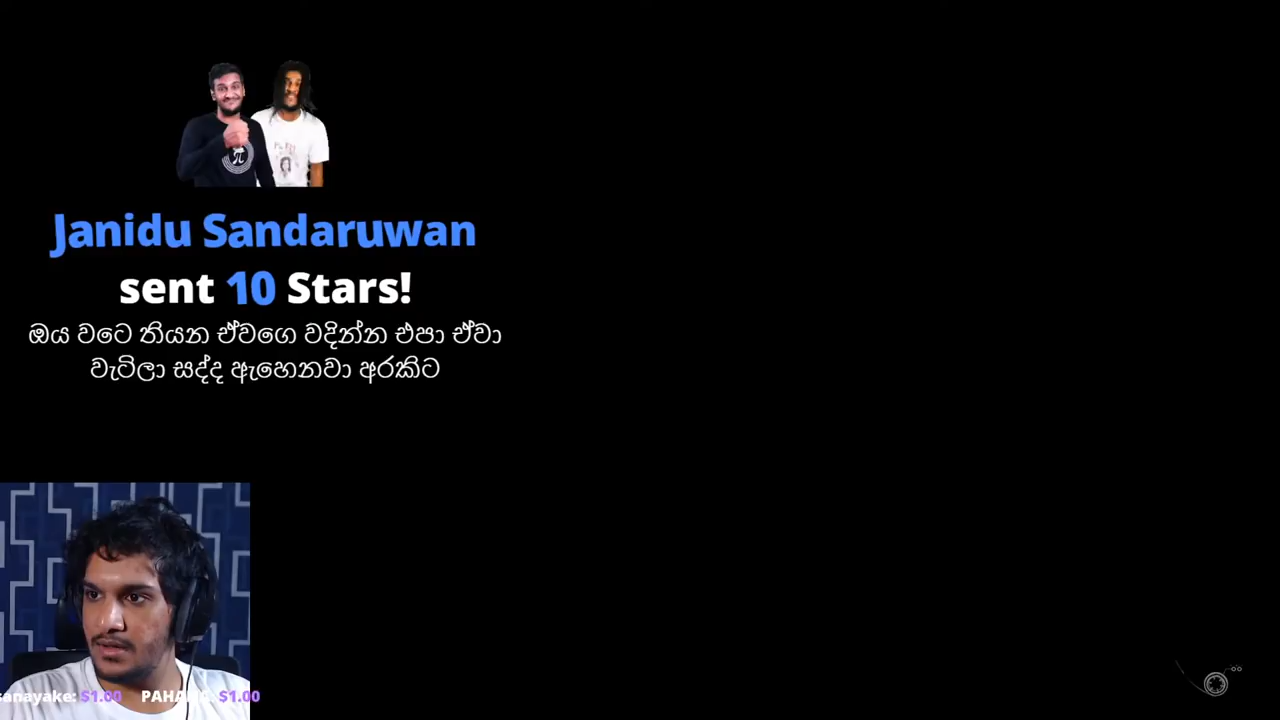 Janidu Sandaruwan
sent 10 Stars!
ඔය වටෙ තියන ඒවගෙ වදින්න එපා ඒවා
වැටිලා සද්ද ඇහෙනවා අරකිට
sanayake: $1.00 $1.00